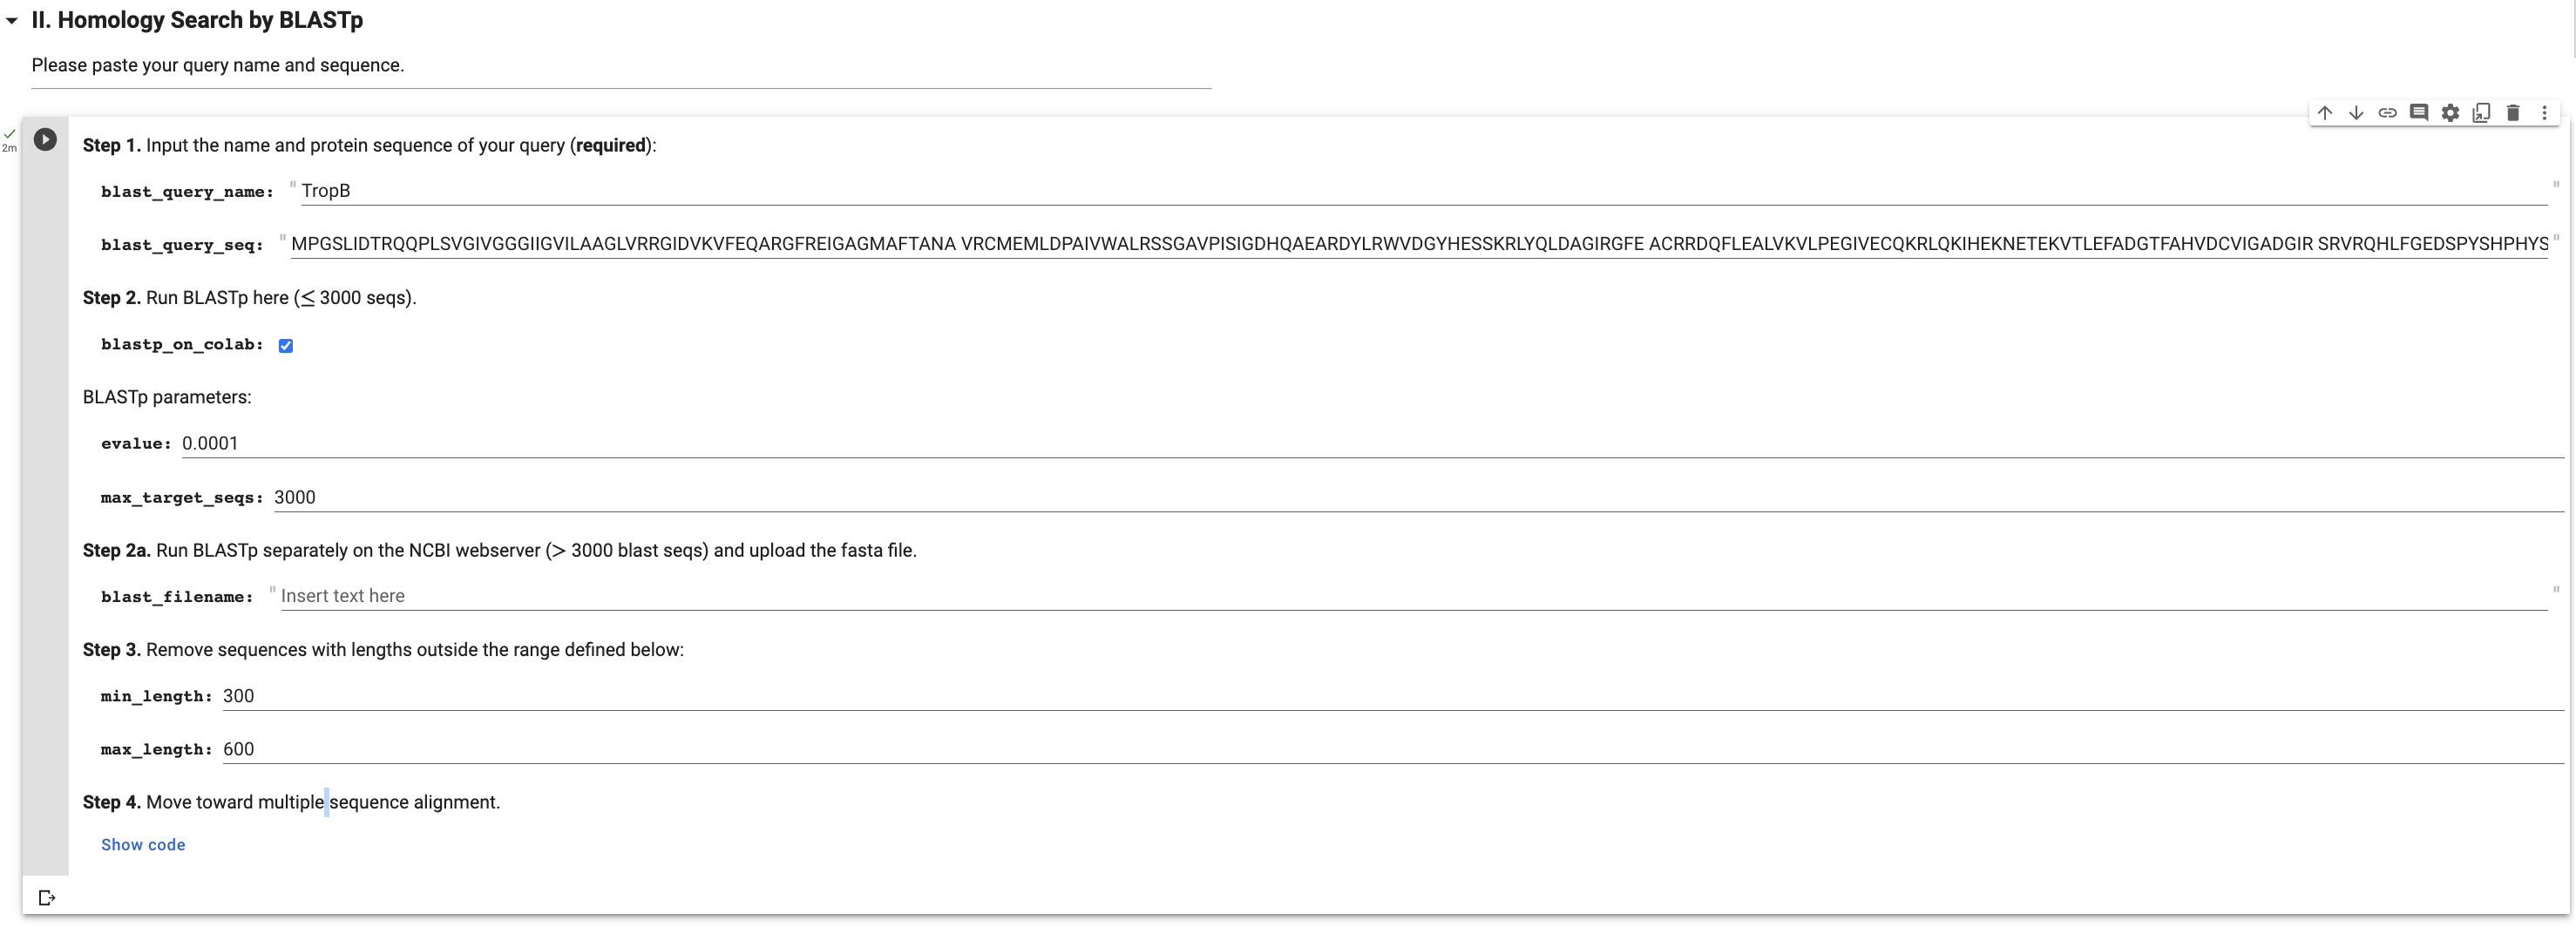 II. Homology Search by BLASTp
Please paste your query name and sequence.
2m
Step 1. Input the name and protein sequence of your query (required):
blast_query_name: " TropB "
blast_query_seq: " MPGSLIDTRQQPLSVGIVGGGIIGVILAAGLVRRGIDVKVFEQARGFREIGAGMAFTANA VRCMEMLDPAIVWALRSSGAVPISIGDHQAEARDYLRWVDGYHESSKRLYQLDAGIRGFE ACRRDQFLEALVKVLPEGIVECQKRLQKIHEKNETEKVTLEFADGTFAHVDCVIGADGIR SRVRQHLFGEDSPYSHPHYS "
Step 2. Run BLASTp here (≤ 3000 seqs).
blastp_on_colab:
BLASTp parameters:
evalue: 0.0001
max_target_seqs: 3000
Step 2a. Run BLASTp separately on the NCBI webserver (> 3000 blast seqs) and upload the fasta file.
blast_filename: " Insert text here "
Step 3. Remove sequences with lengths outside the range defined below:
min_length: 300
max_length: 600
Step 4. Move toward multiple sequence alignment.
Show code